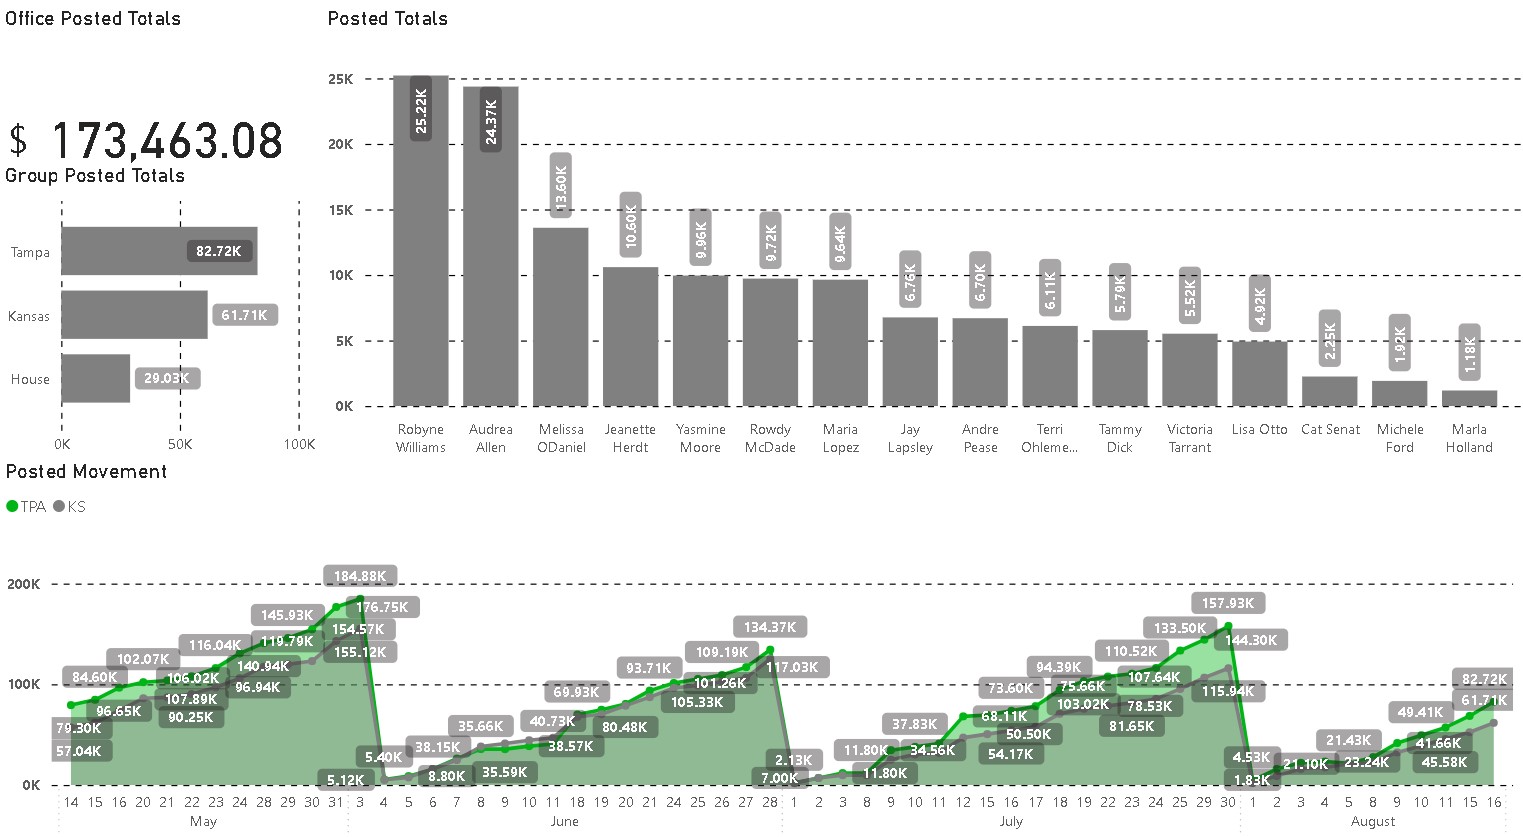 Office Posted Totals
$ 173,463.08
Group Posted Totals
Tampa 82.72K
Kansas 61.71K
House 29.03K
0K 50K 100K
Posted Totals
25K
20K
15K
10K
5K
0K
25.22K 24.37K 13.60K 10.60K 9.96K 9.72K 9.64K 6.76K 6.70K 6.11K 5.79K 5.52K 4.92K 2.25K 1.92K 1.18K
Robyne Audrea Melissa Jeanette Yasmine Rowdy Maria Jay Andre Terri Tammy Victoria Lisa Otto Cat Senat Michele Marla
Williams Allen ODaniel Herdt Moore McDade Lopez Lapsley Pease Ohleme... Dick Tarrant Ford Holland
Posted Movement
TPA KS
200K
100K
0K
79.30K
57.04K
84.60K
96.65K
102.07K
106.02K
107.89K
90.25K
116.04K
140.94K
96.94K
145.93K
119.79K
184.88K
176.75K
154.57K
155.12K
5.12K
5.40K
38.15K
8.80K
35.66K
35.59K
40.73K
38.57K
69.93K
80.48K
93.71K
105.33K
109.19K
101.26K
134.37K
117.03K
2.13K
7.00K
11.80K
11.80K
37.83K
34.56K
73.60K
68.11K
50.50K
54.17K
94.39K
75.66K
103.02K
110.52K
81.65K
107.64K
78.53K
133.50K
157.93K
144.30K
115.94K
4.53K
1.83K
21.10K
21.43K
23.24K
49.41K
41.66K
45.58K
82.72K
61.71K
14 15 16 20 21 22 23 24 28 29 30 31 3 4 5 6 7 8 9 10 11 18 19 20 21 24 25 26 27 28 1 2 3 8 9 10 11 12 15 16 17 18 19 22 23 24 25 29 30 1 2 3 4 5 8 9 10 11 15 16
May June July August